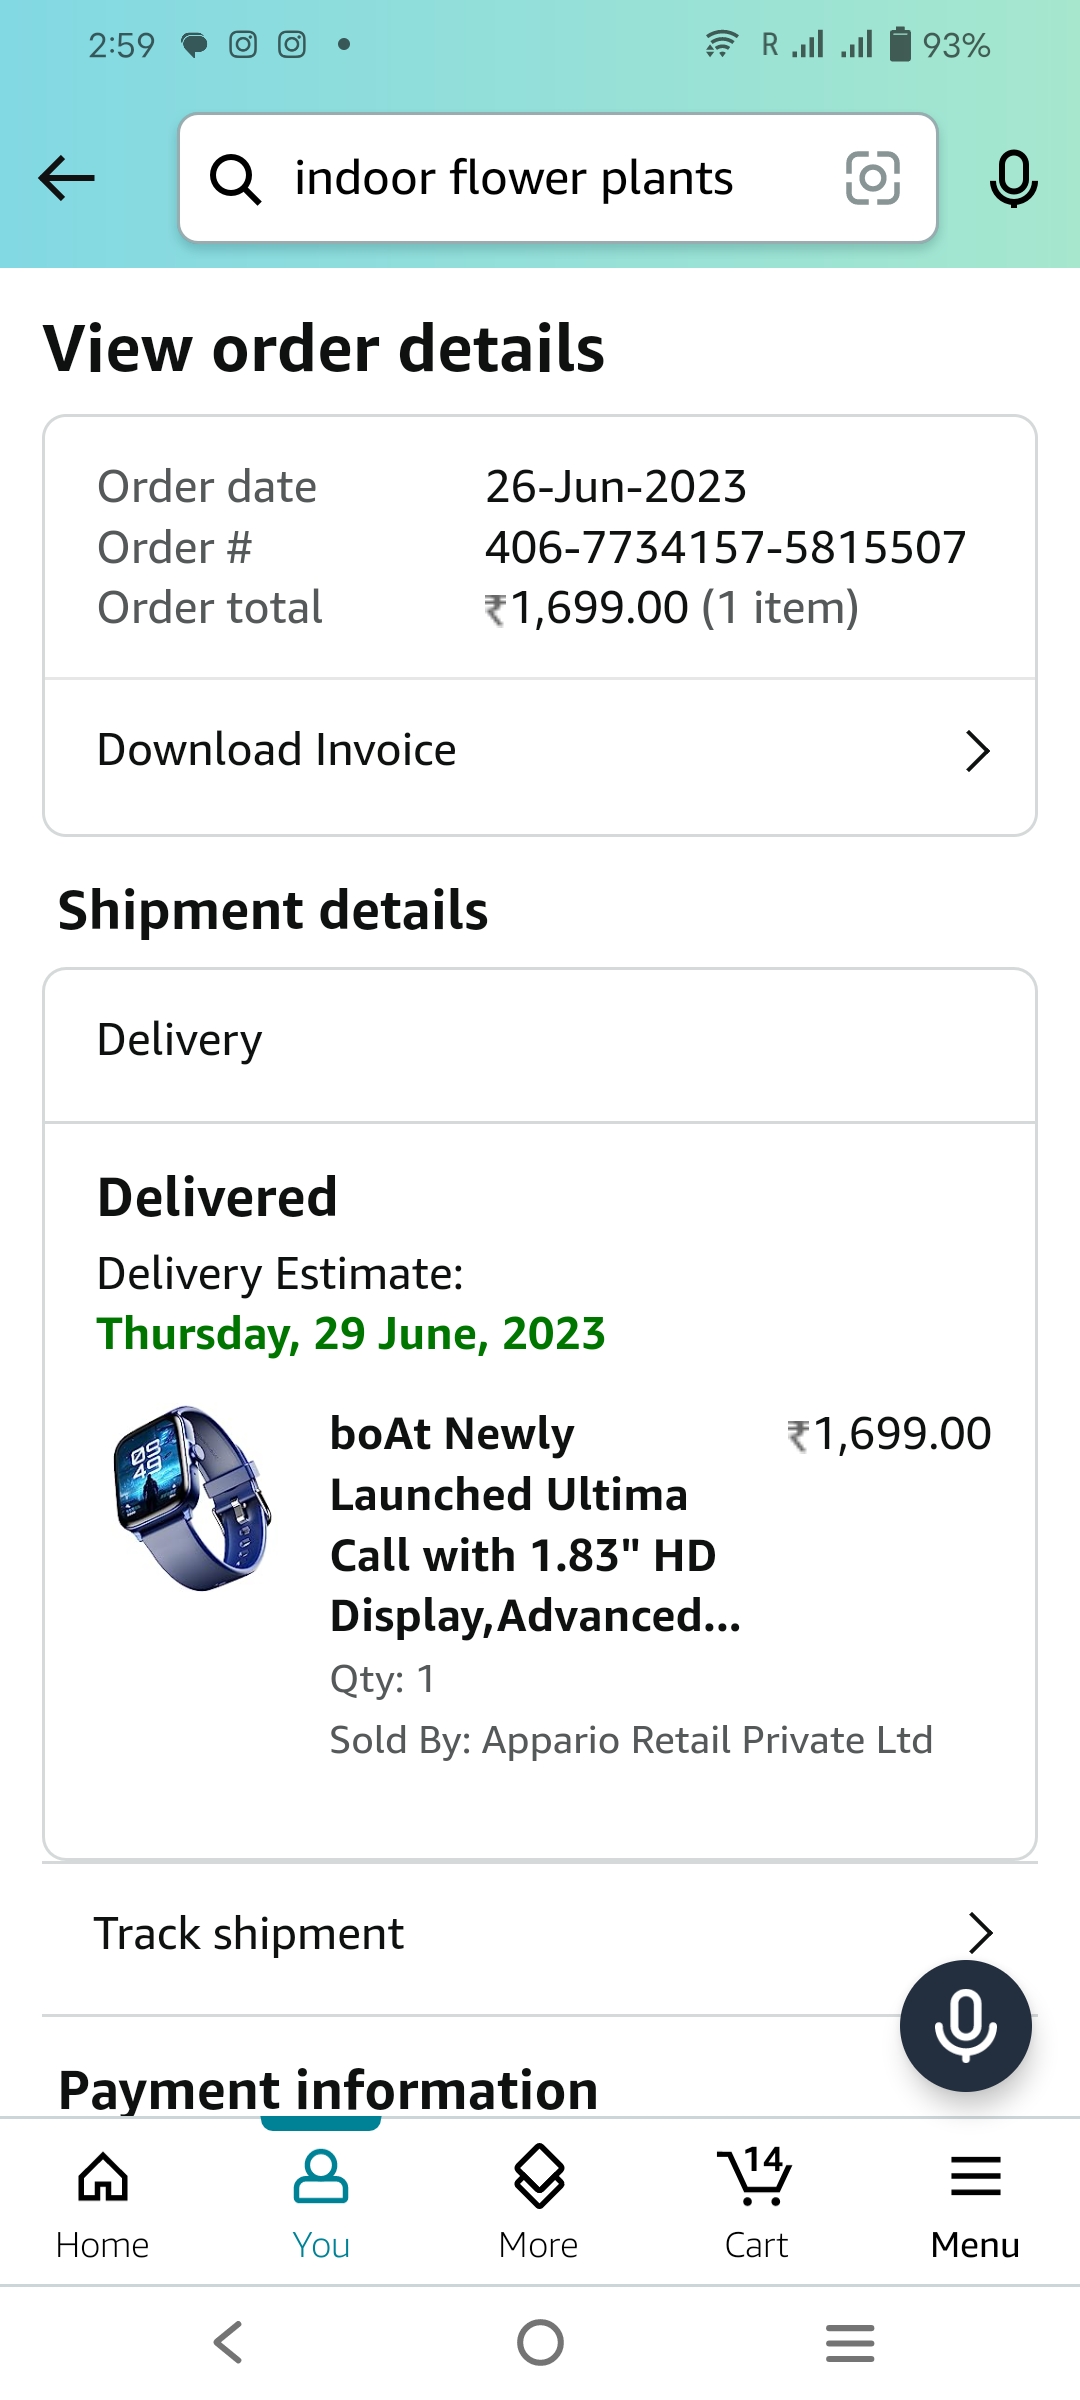 2:59 R 93%
indoor flower plants
View order details
Order date 26-Jun-2023
Order # 406-7734157-5815507
Order total ₹1,699.00 (1 item)
Download Invoice
Shipment details
Delivery
Delivered
Delivery Estimate:
Thursday, 29 June, 2023
boAt Newly ₹1,699.00
Launched Ultima
Call with 1.83" HD
Display,Advanced...
Qty: 1
Sold By: Appario Retail Private Ltd
Track shipment
Payment information
14
Home You More Cart Menu